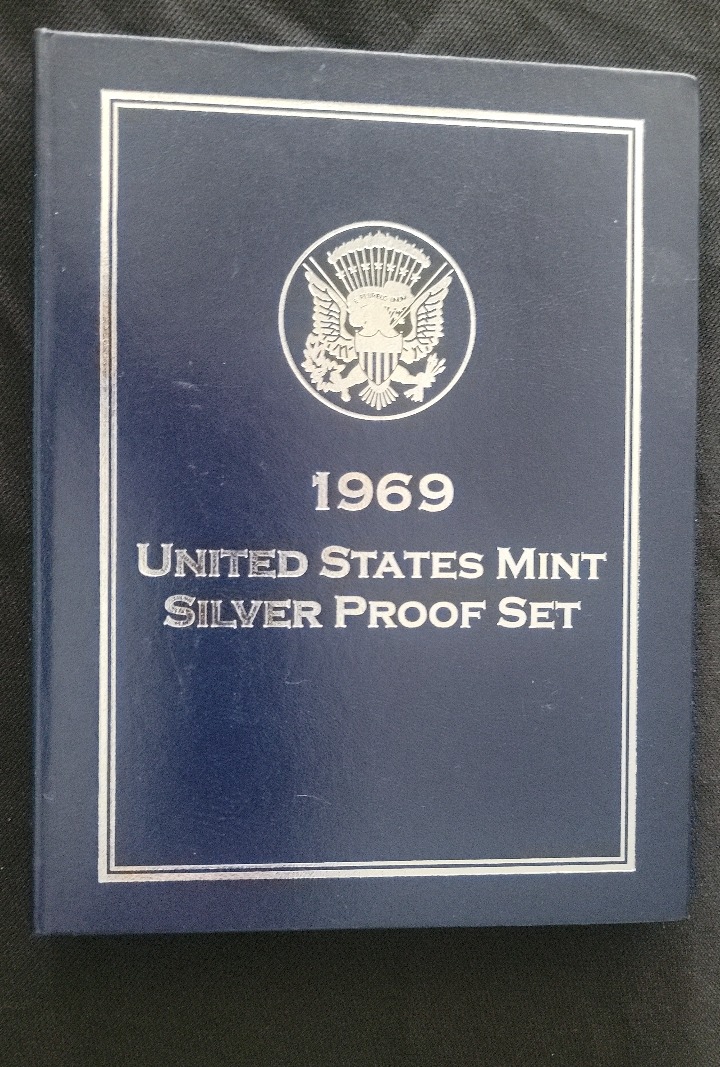 1969
UNITED STATES MINT
SILVER PROOF SET